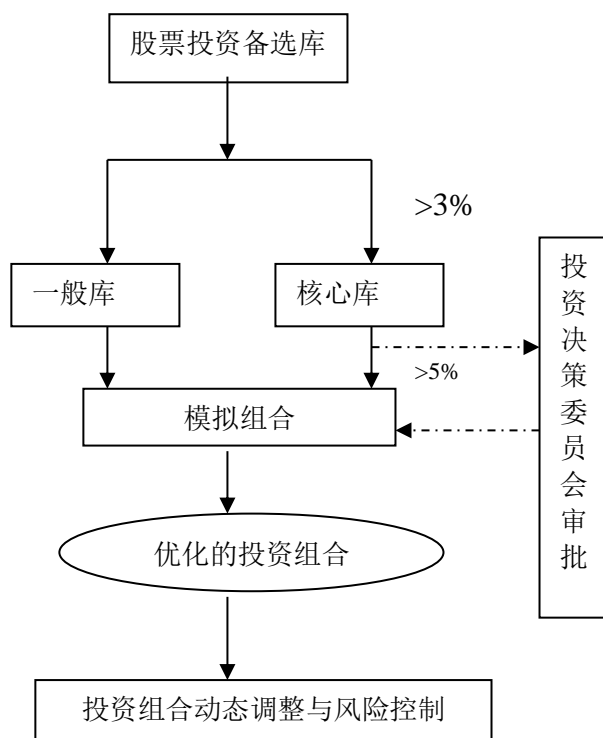 股票投资备选库
>3%
一般库
核心库
投资决策委员会审批
>5%
模拟组合
优化的投资组合
投资组合动态调整与风险控制